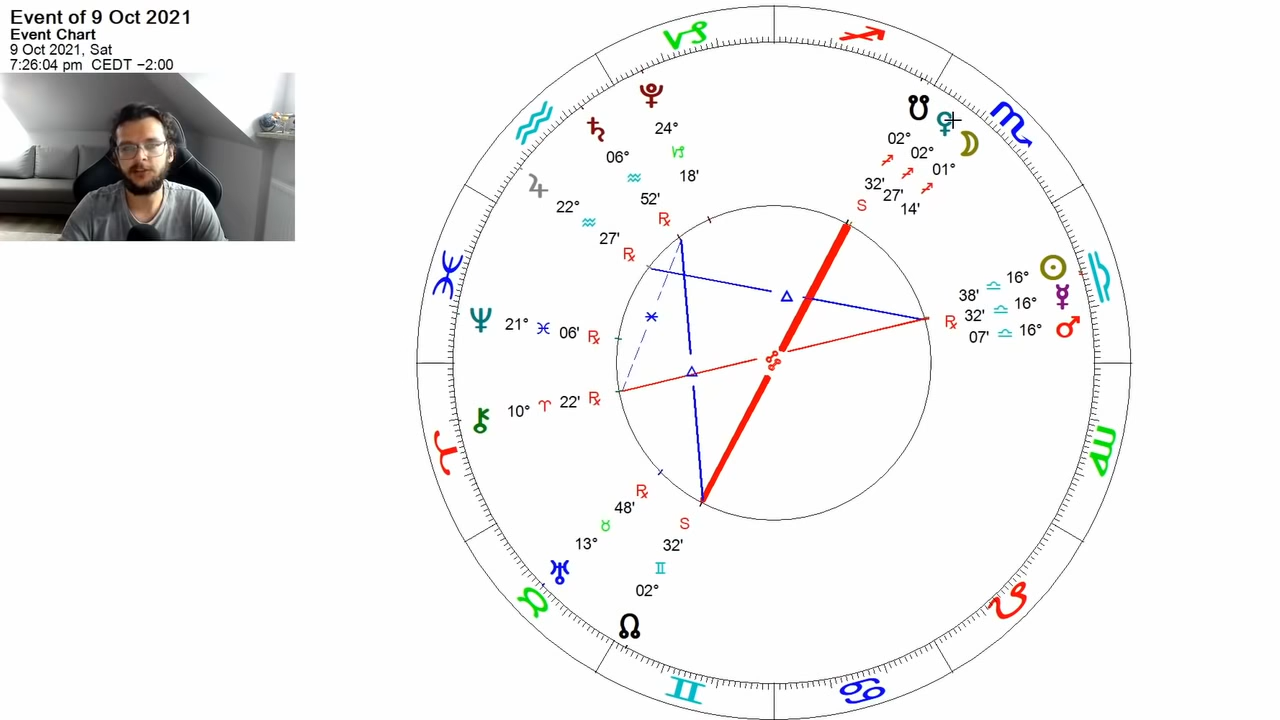 Event of 9 Oct 2021
Event Chart
9 Oct 2021, Sat
7:26:04 pm CEDT −2:00
♇ 24° ♑ 18'
♄ 06° ♒ 52' ℞
♃ 22° ♒ 27' ℞
♆ 21° ♓ 06' ℞
⚷ 10° ♈ 22' ℞
♅ 13° ♉ 48' ℞
☊ 02° ♊ 32' S
☋ 02° ♐ 32' S
♀ 02° ♐ 27'
☽ 01° ♐ 14'
☉ 16° ♎ 38'
☿ 16° ♎ 32' ℞
♂ 16° ♎ 07'